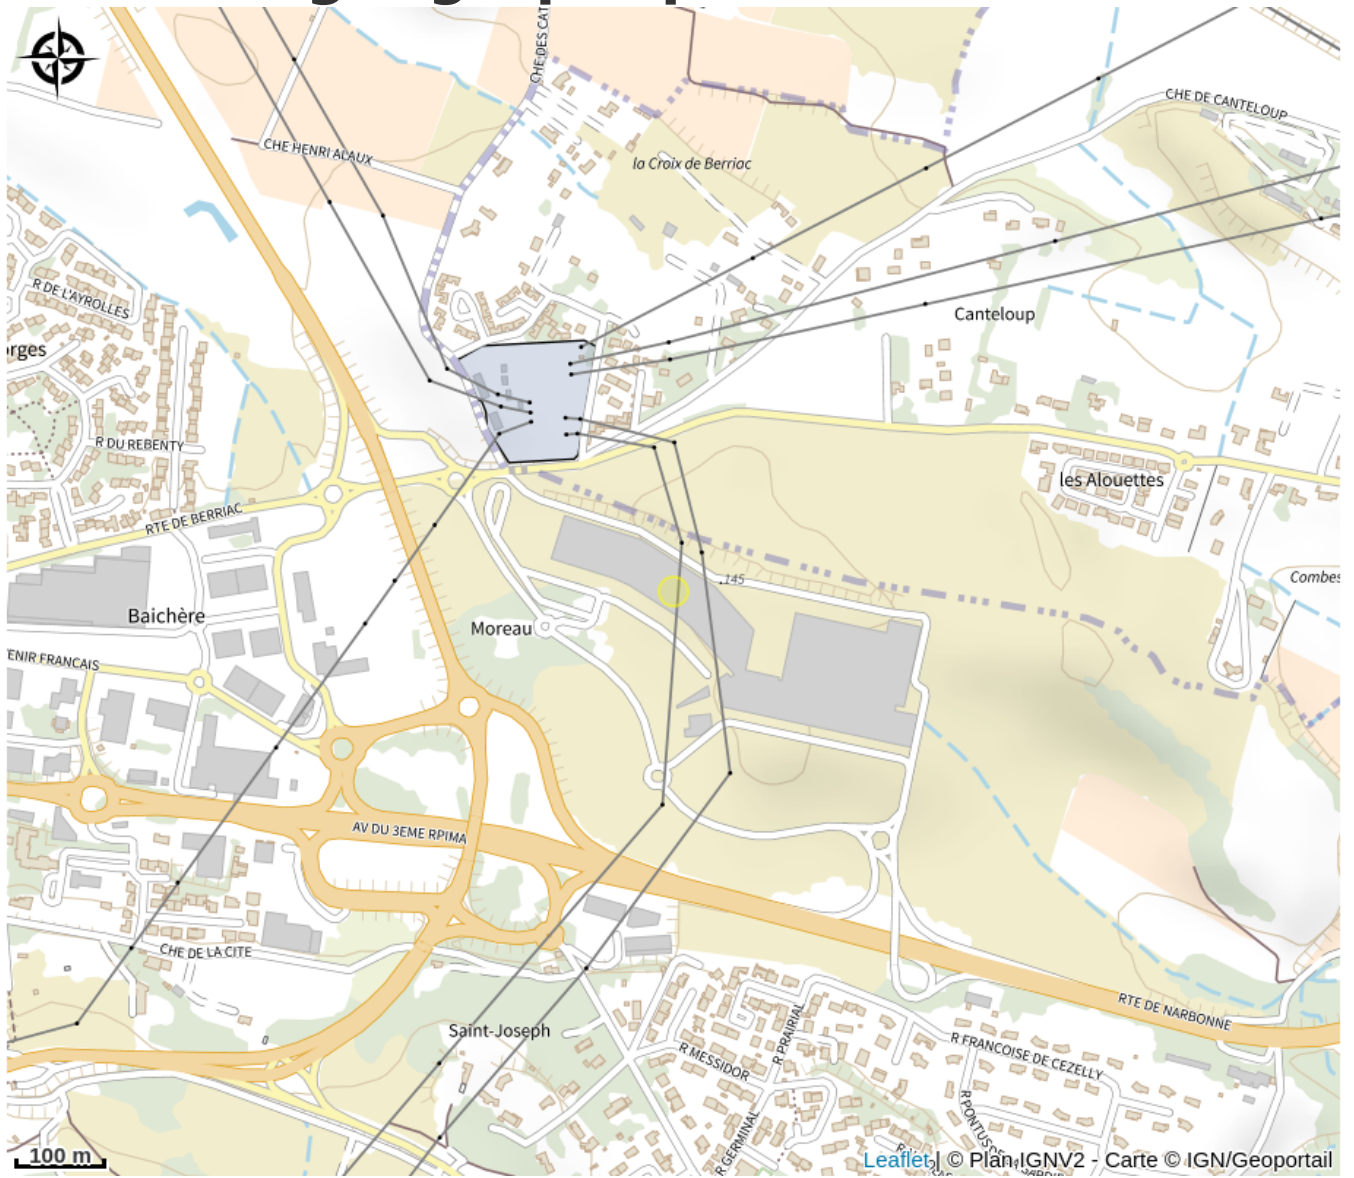 CHE DES CAT
CHE DE CANTELOUP
CHE HENRI ALAUX
la Croix de Berriac
R DE L'AYROLLES
Canteloup
orges
R DU REBENTY
les Alouettes
RTE DE BERRIAC
.145
Combes
Baichère
Moreau
ENIR FRANCAIS
AV DU 3EME RPIMA
CHE DE LA CITE
RTE DE NARBONNE
Saint-Joseph
R PRAIRIAL
R FRANCOISE DE CEZELLY
R MESSIDOR
R GERMINAL
100 m
Leaflet | © Plan IGNV2 - Carte © IGN/Geoportail